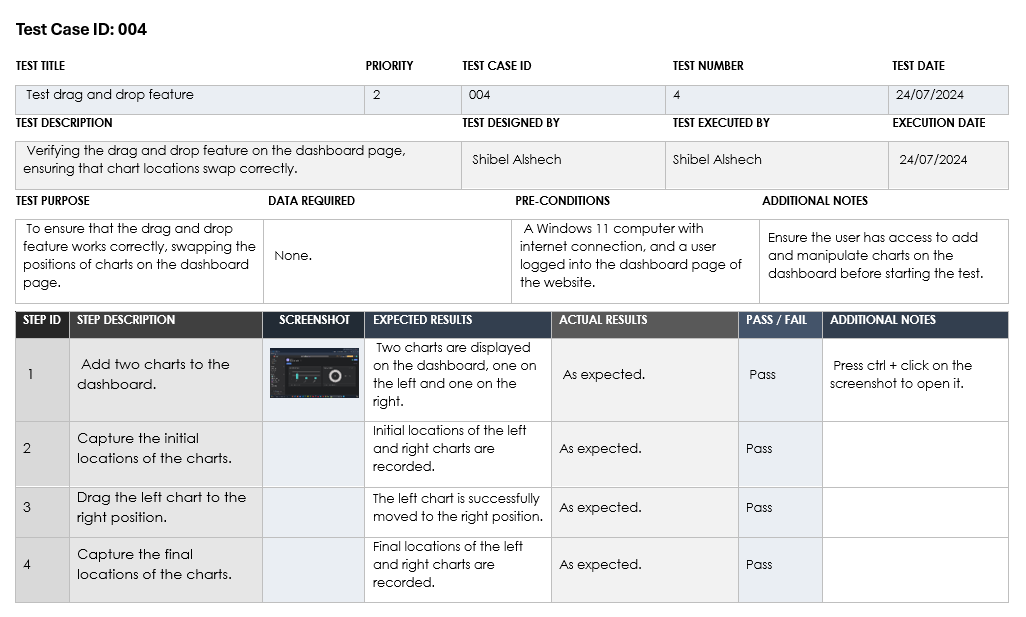 Test Case ID: 004
TEST TITLE PRIORITY TEST CASE ID TEST NUMBER TEST DATE
Test drag and drop feature 2 004 4 24/07/2024
TEST DESCRIPTION TEST DESIGNED BY TEST EXECUTED BY EXECUTION DATE
Verifying the drag and drop feature on the dashboard page,
ensuring that chart locations swap correctly.
Shibel Alshech Shibel Alshech 24/07/2024
TEST PURPOSE DATA REQUIRED PRE-CONDITIONS ADDITIONAL NOTES
To ensure that the drag and drop
feature works correctly, swapping the
positions of charts on the dashboard
page.
None.
A Windows 11 computer with
internet connection, and a user
logged into the dashboard page of
the website.
Ensure the user has access to add
and manipulate charts on the
dashboard before starting the test.
STEP ID STEP DESCRIPTION SCREENSHOT EXPECTED RESULTS ACTUAL RESULTS PASS / FAIL ADDITIONAL NOTES
1
Add two charts to the
dashboard.
Two charts are displayed
on the dashboard, one on
the left and one on the
right.
As expected.
Pass
Press ctrl + click on the
screenshot to open it.
2
Capture the initial
locations of the charts.
Initial locations of the left
and right charts are
recorded.
As expected.
Pass
3
Drag the left chart to the
right position.
The left chart is successfully
moved to the right position.
As expected.
Pass
4
Capture the final
locations of the charts.
Final locations of the left
and right charts are
recorded.
As expected.
Pass